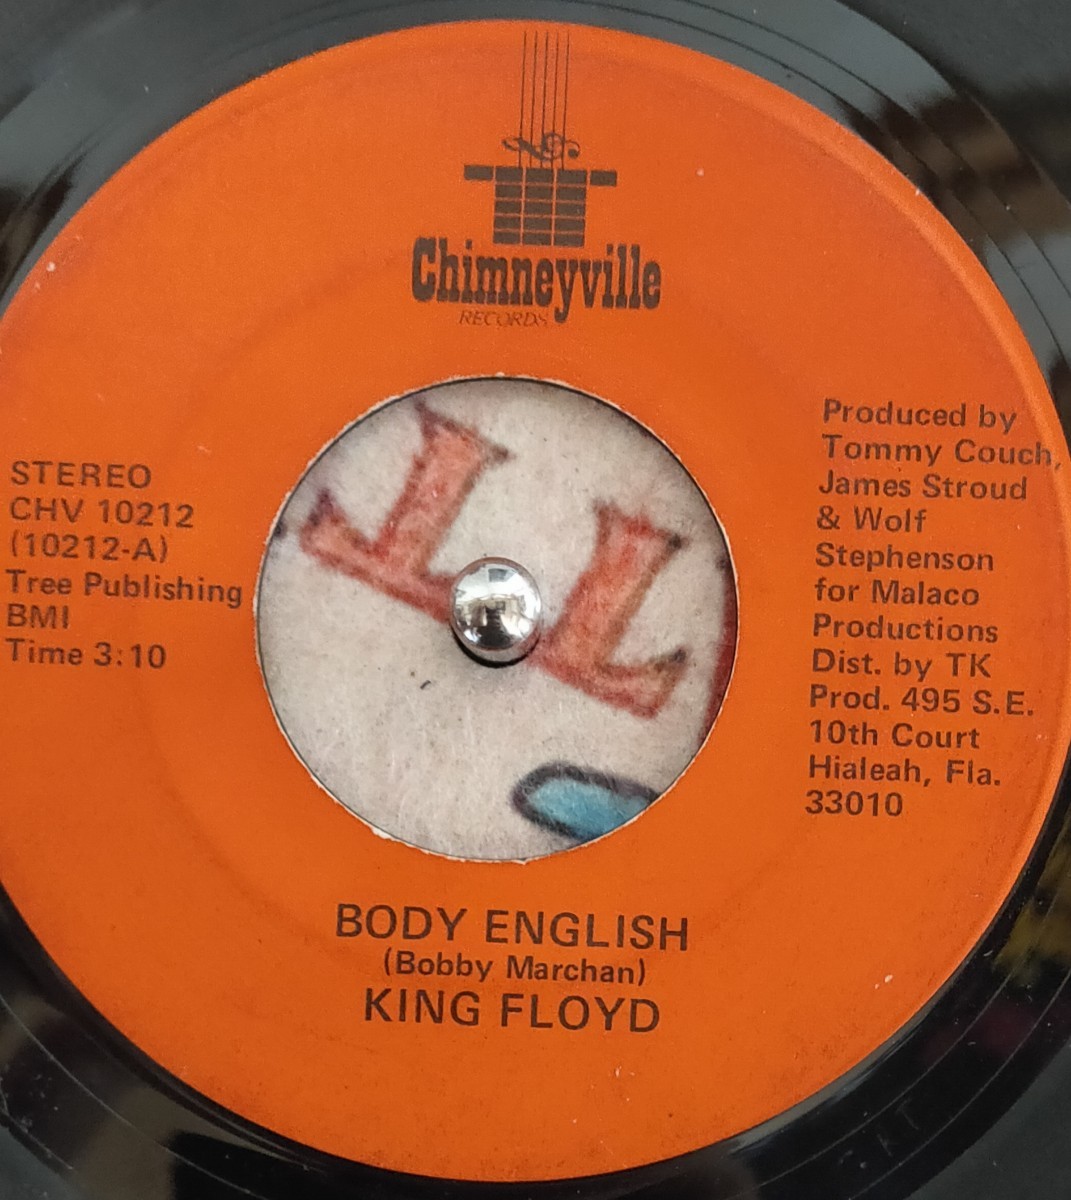 Chimneyville
RECORDS
STEREO
CHV 10212
(10212-A)
Tree Publishing
BMI
Time 3:10
Produced by
Tommy Couch,
James Stroud
& Wolf
Stephenson
for Malaco
Productions
Dist. by TK
Prod. 495 S.E.
10th Court
Hialeah, Fla.
33010
BODY ENGLISH
(Bobby Marchan)
KING FLOYD